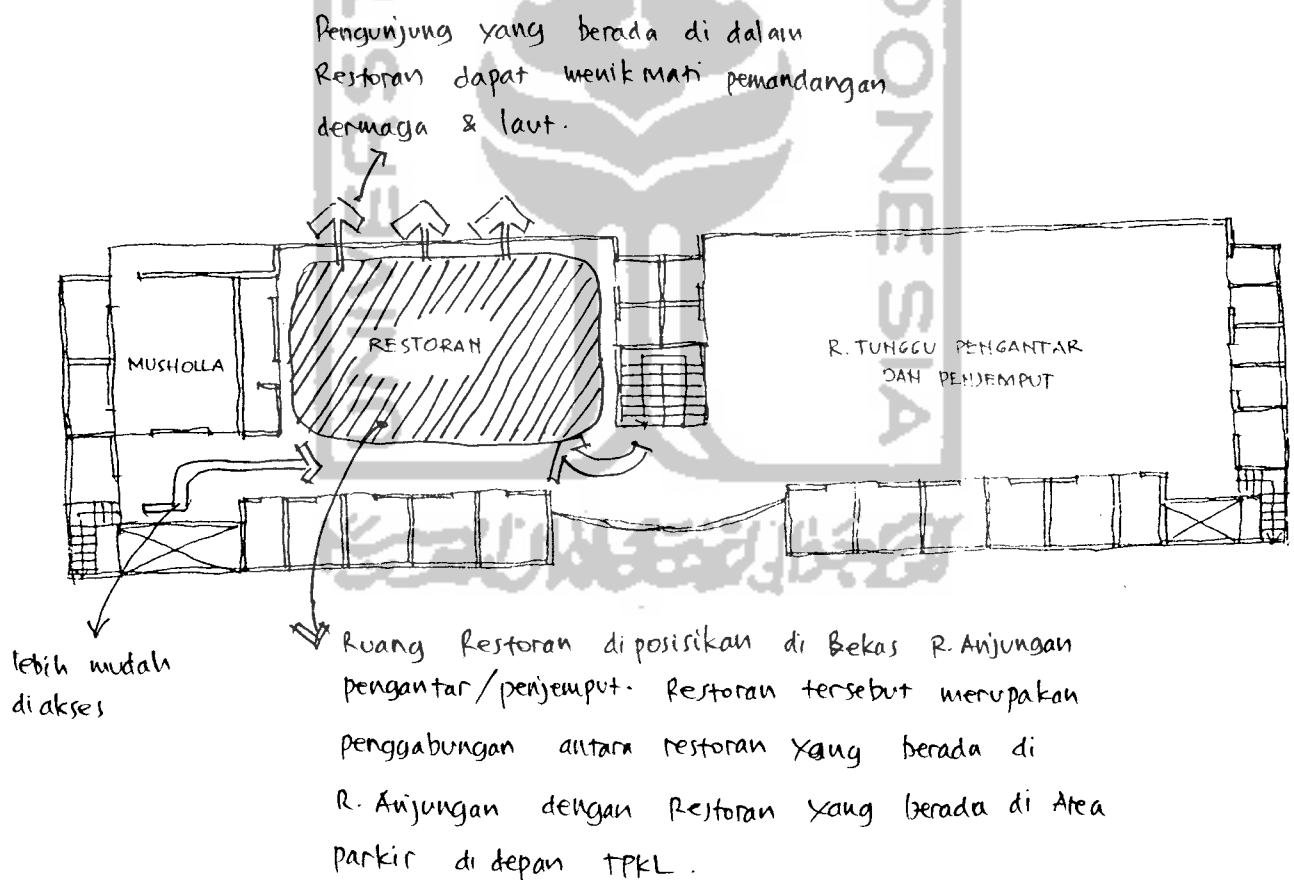 Pengunjung yang berada di dalam
Restoran dapat menikmati pemandangan
dermaga & laut.
MUSHOLLA
RESTORAN
R. TUNGGU PENGANTAR
DAN PENJEMPUT
lebih mudah
diakses
Ruang Restoran diposisikan di Bekas R. Anjungan
pengantar/penjemput. Restoran tersebut merupakan
penggabungan antara restoran yang berada di
R. Anjungan dengan Restoran yang berada di Area
parkir di depan TPKL.